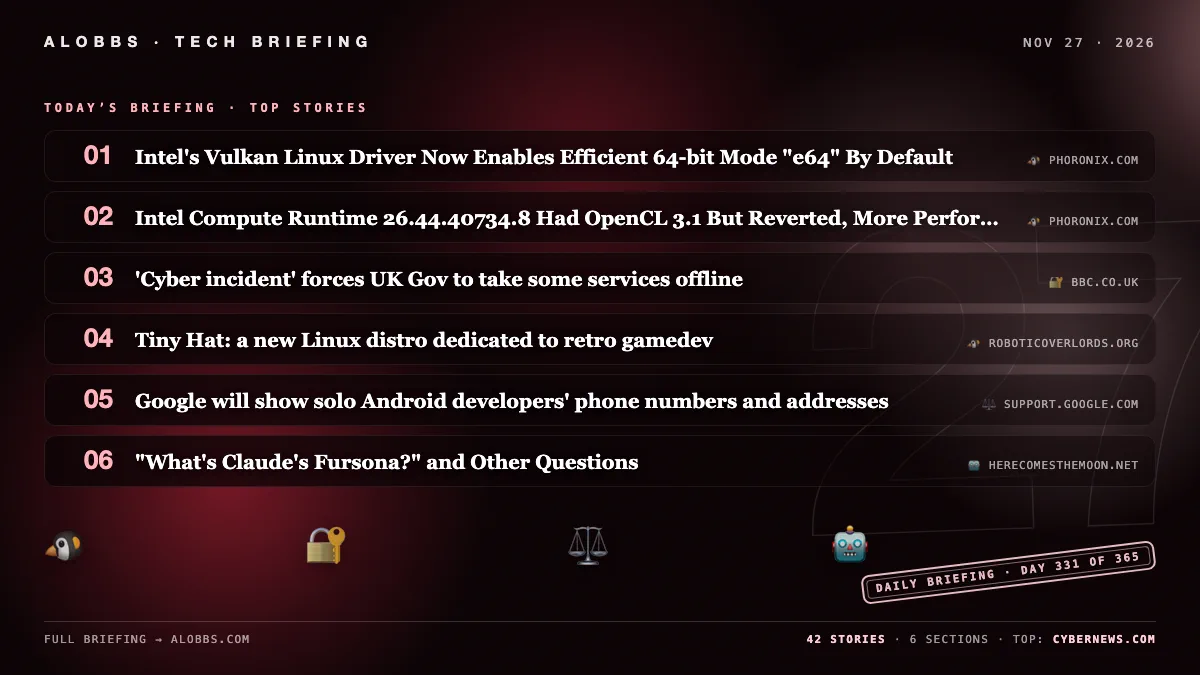 ALOBBS · TECH BRIEFING
NOV 27 · 2026
TODAY’S BRIEFING · TOP STORIES
01 Intel's Vulkan Linux Driver Now Enables Efficient 64-bit Mode "e64" By Default PHORONIX.COM
02 Intel Compute Runtime 26.44.40734.8 Had OpenCL 3.1 But Reverted, More Perfor… PHORONIX.COM
03 'Cyber incident' forces UK Gov to take some services offline BBC.CO.UK
04 Tiny Hat: a new Linux distro dedicated to retro gamedev ROBOTICOVERLORDS.ORG
05 Google will show solo Android developers' phone numbers and addresses SUPPORT.GOOGLE.COM
06 "What's Claude's Fursona?" and Other Questions HERECOMESTHEMOON.NET
27
DAILY BRIEFING · DAY 331 OF 365
FULL BRIEFING → ALOBBS.COM
42 STORIES · 6 SECTIONS · TOP: CYBERNEWS.COM